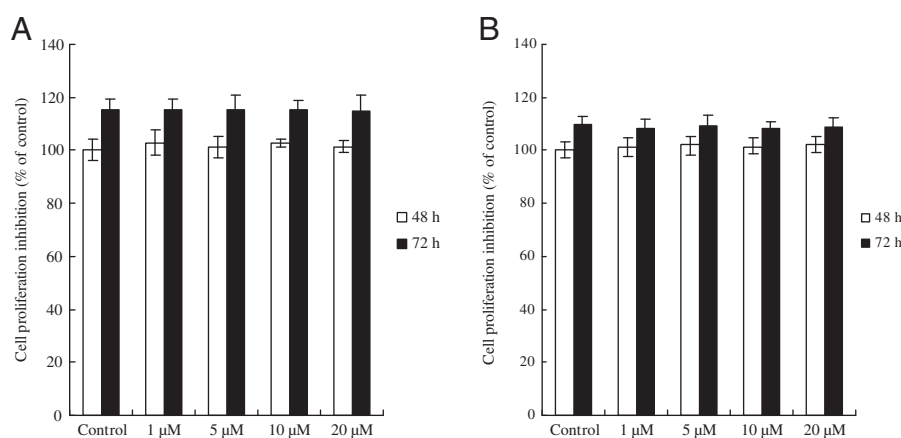 A
Cell proliferation inhibition (% of control)
140
120
100
80
60
40
20
0
Control 1 µM 5 µM 10 µM 20 µM
48 h
72 h
B
Cell proliferation inhibition (% of control)
140
120
100
80
60
40
20
0
Control 1 µM 5 µM 10 µM 20 µM
48 h
72 h